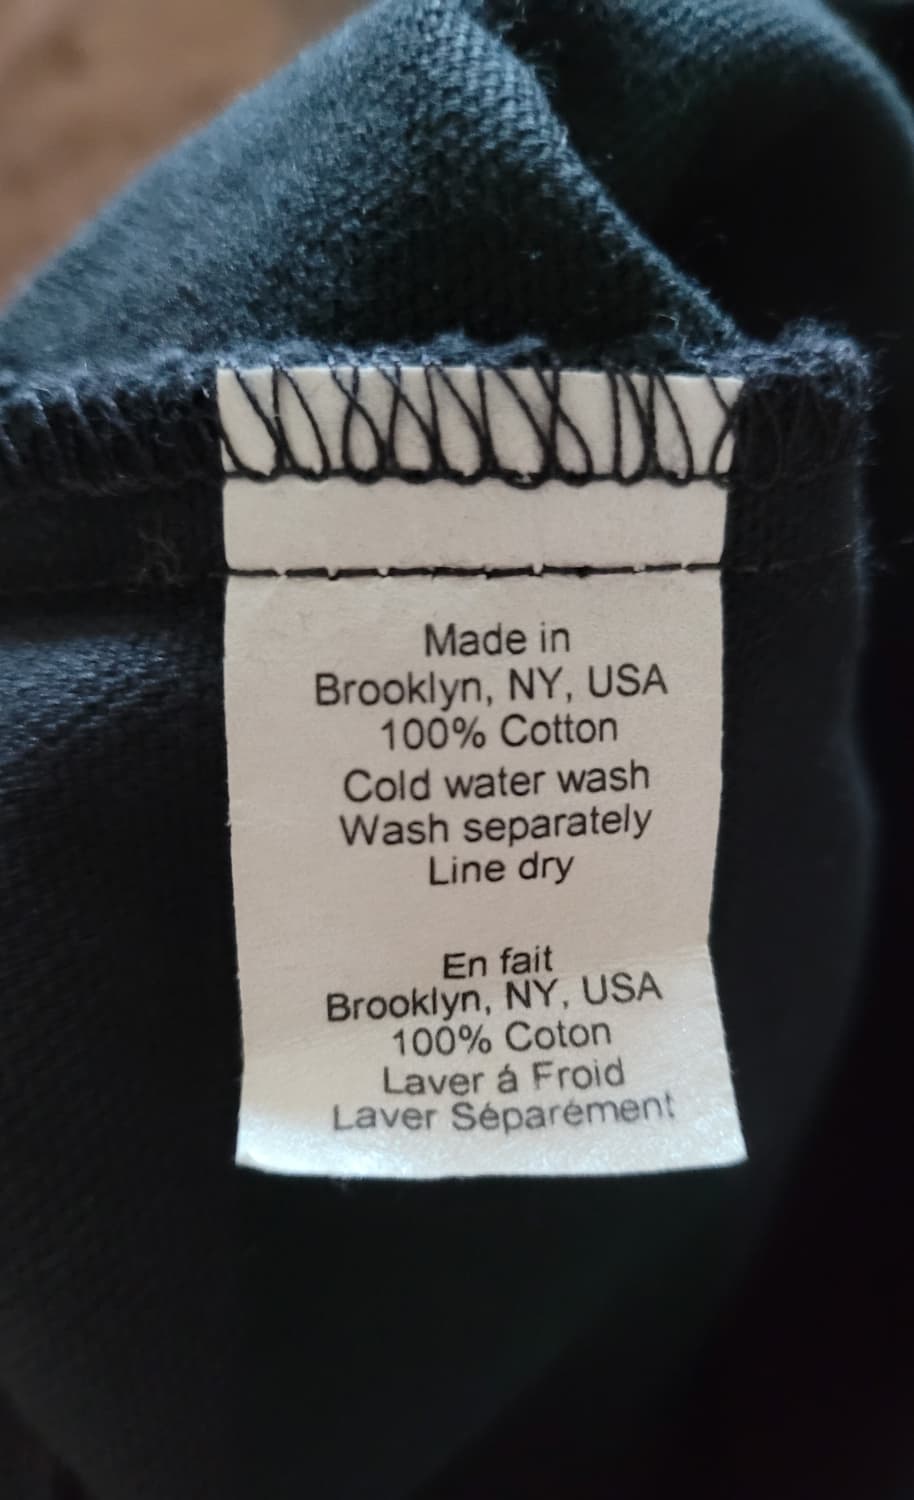 Made in
Brooklyn, NY, USA
100% Cotton
Cold water wash
Wash separately
Line dry
En fait
Brooklyn, NY, USA
100% Coton
Laver á Froid
Laver Séparément